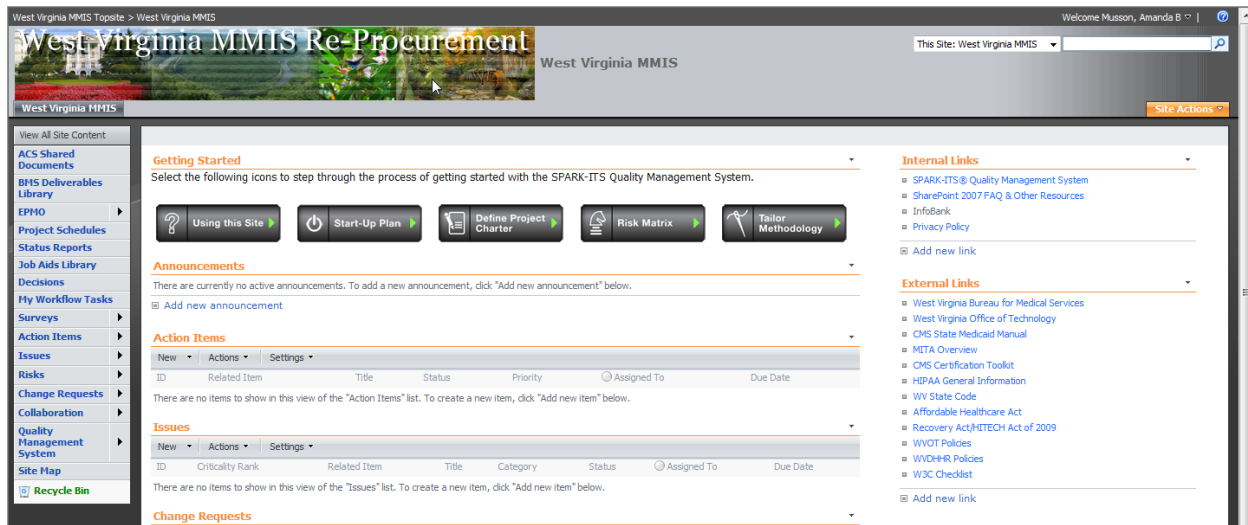 West Virginia MMIS Topsite > West Virginia MMIS
Welcome Musson, Amanda B
West Virginia MMIS Re-Procurement
West Virginia MMIS
This Site: West Virginia MMIS
West Virginia MMIS
Site Actions
View All Site Content
ACS Shared
Documents
BMS Deliverables
Library
EPMO
Project Schedules
Status Reports
Job Aids Library
Decisions
My Workflow Tasks
Surveys
Action Items
Issues
Risks
Change Requests
Collaboration
Quality
Management
System
Site Map
Recycle Bin
Getting Started
Select the following icons to step through the process of getting started with the SPARK-ITS Quality Management System.
Using this Site
Start-Up Plan
Define Project
Charter
Risk Matrix
Tailor
Methodology
Announcements
There are currently no active announcements. To add a new announcement, click "Add new announcement" below.
Add new announcement
Action Items
New Actions Settings
ID Related Item Title Status Priority Assigned To Due Date
There are no items to show in this view of the "Action Items" list. To create a new item, click "Add new item" below.
Issues
New Actions Settings
ID Criticality Rank Related Item Title Category Status Assigned To Due Date
There are no items to show in this view of the "Issues" list. To create a new item, click "Add new item" below.
Change Requests
Internal Links
SPARK-ITS® Quality Management System
SharePoint 2007 FAQ & Other Resources
InfoBank
Privacy Policy
Add new link
External Links
West Virginia Bureau for Medical Services
West Virginia Office of Technology
CMS State Medicaid Manual
MITA Overview
CMS Certification Toolkit
HIPAA General Information
WV State Code
Affordable Healthcare Act
Recovery Act/HITECH Act of 2009
WVOT Policies
WVDHHR Policies
W3C Checklist
Add new link